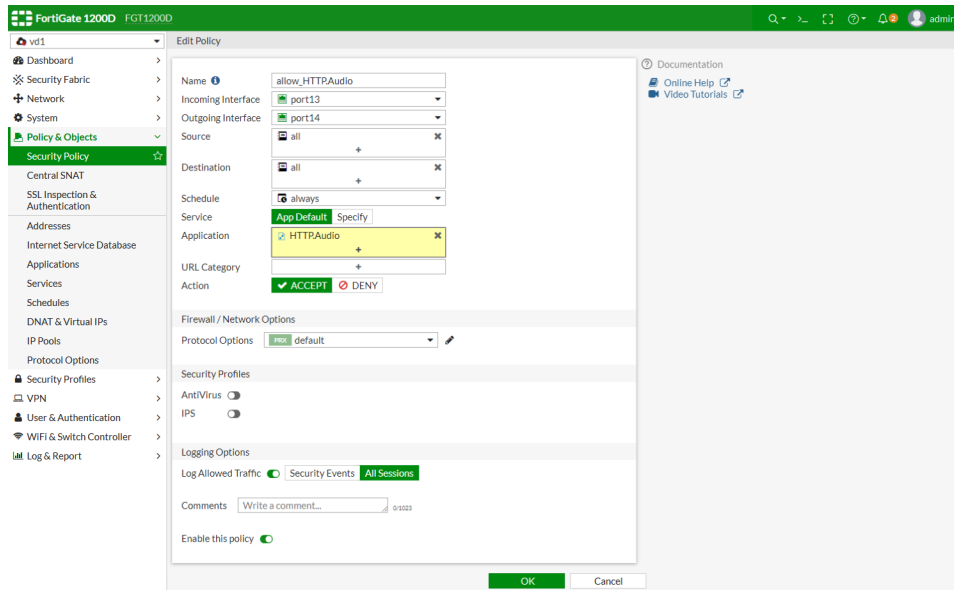 FortiGate 1200D FGT1200D
2 admin
vd1
Edit Policy
Dashboard
Security Fabric
Network
System
Policy & Objects
Security Policy
Central SNAT
SSL Inspection &
Authentication
Addresses
Internet Service Database
Applications
Services
Schedules
DNAT & Virtual IPs
IP Pools
Protocol Options
Security Profiles
VPN
User & Authentication
WiFi & Switch Controller
Log & Report
Name allow_HTTP.Audio
Incoming Interface port13
Outgoing Interface port14
Source all
+
Destination all
+
Schedule always
Service App Default Specify
Application HTTP.Audio
+
URL Category +
Action ACCEPT DENY
Firewall / Network Options
Protocol Options PRX default
Security Profiles
AntiVirus
IPS
Logging Options
Log Allowed Traffic Security Events All Sessions
Comments Write a comment... 0/1023
Enable this policy
OK Cancel
Documentation
Online Help
Video Tutorials